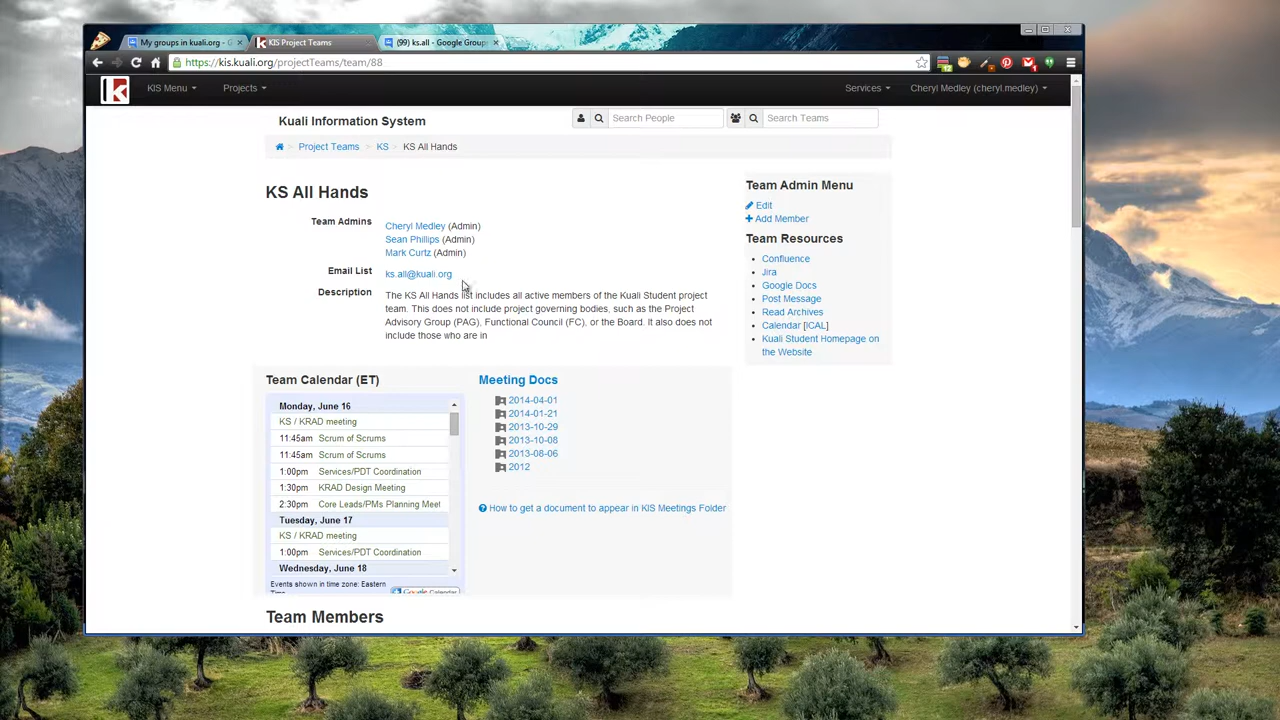 My groups in kuali.org - G
KIS Project Teams
(99) ks.all - Google Groups
https://kis.kuali.org/projectTeams/team/88
KIS Menu
Projects
Services
Cheryl Medley (cheryl.medley)
Kuali Information System
Search People
Search Teams
Project Teams > KS > KS All Hands
KS All Hands
Team Admins
Cheryl Medley (Admin)
Sean Phillips (Admin)
Mark Curtz (Admin)
Email List
ks.all@kuali.org
Description
The KS All Hands list includes all active members of the Kuali Student project
team. This does not include project governing bodies, such as the Project
Advisory Group (PAG), Functional Council (FC), or the Board. It also does not
include those who are in
Team Admin Menu
Edit
Add Member
Team Resources
Confluence
Jira
Google Docs
Post Message
Read Archives
Calendar [ICAL]
Kuali Student Homepage on
the Website
Team Calendar (ET)
Monday, June 16
KS / KRAD meeting
11:45am Scrum of Scrums
11:45am Scrum of Scrums
1:00pm Services/PDT Coordination
1:30pm KRAD Design Meeting
2:30pm Core Leads/PMs Planning Meet
Tuesday, June 17
KS / KRAD meeting
1:00pm Services/PDT Coordination
Wednesday, June 18
Events shown in time zone: Eastern
Time
Google Calendar
Meeting Docs
2014-04-01
2014-01-21
2013-10-29
2013-10-08
2013-08-06
2012
How to get a document to appear in KIS Meetings Folder
Team Members